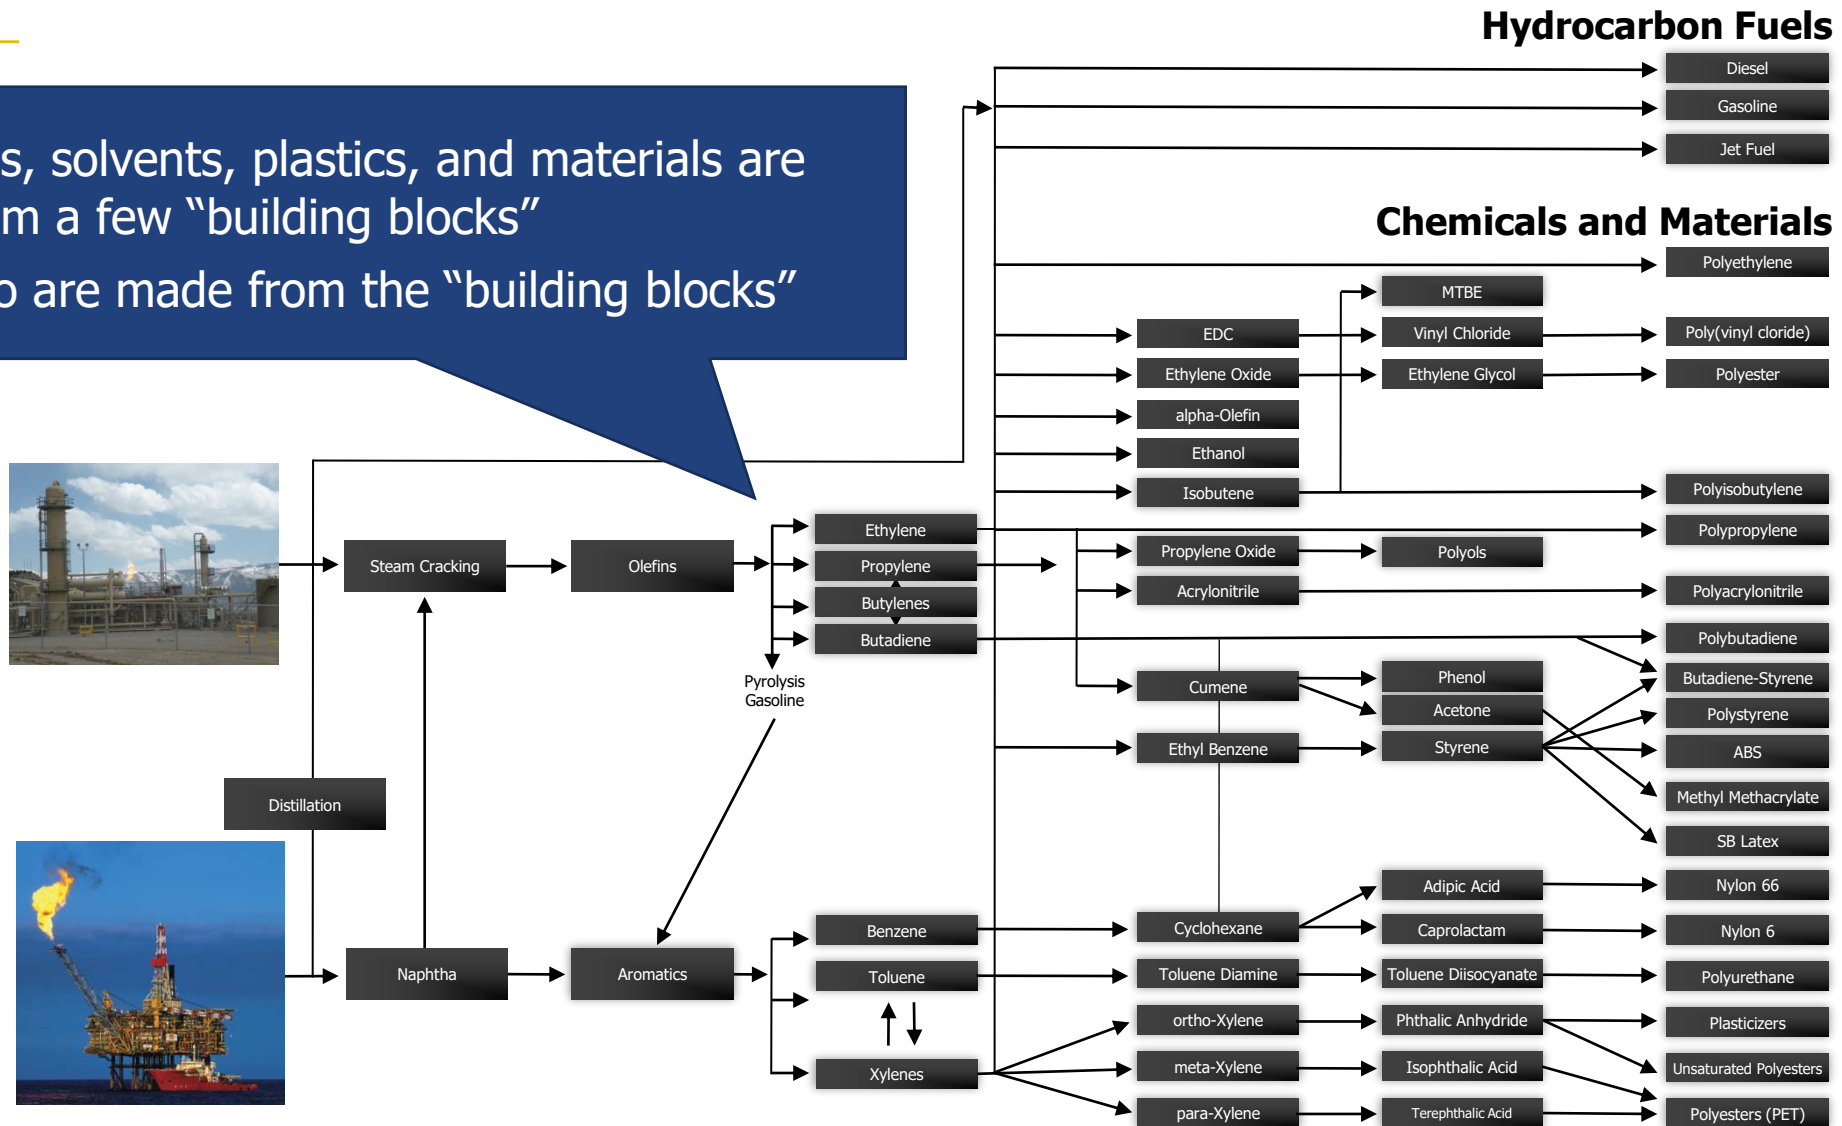 Hydrocarbon Fuels
Diesel
Gasoline
Jet Fuel
s, solvents, plastics, and materials are
m a few “building blocks”
o are made from the “building blocks”
Chemicals and Materials
Polyethylene
MTBE
EDC
Vinyl Chloride
Poly(vinyl cloride)
Ethylene Oxide
Ethylene Glycol
Polyester
alpha-Olefin
Ethanol
Isobutene
Polyisobutylene
Ethylene
Polypropylene
Steam Cracking
Olefins
Propylene
Propylene Oxide
Polyols
Butylenes
Acrylonitrile
Polyacrylonitrile
Butadiene
Polybutadiene
Pyrolysis
Gasoline
Cumene
Phenol
Butadiene-Styrene
Acetone
Polystyrene
Ethyl Benzene
Styrene
ABS
Distillation
Methyl Methacrylate
SB Latex
Adipic Acid
Nylon 66
Benzene
Cyclohexane
Caprolactam
Nylon 6
Naphtha
Aromatics
Toluene
Toluene Diamine
Toluene Diisocyanate
Polyurethane
ortho-Xylene
Phthalic Anhydride
Plasticizers
Xylenes
meta-Xylene
Isophthalic Acid
Unsaturated Polyesters
para-Xylene
Terephthalic Acid
Polyesters (PET)